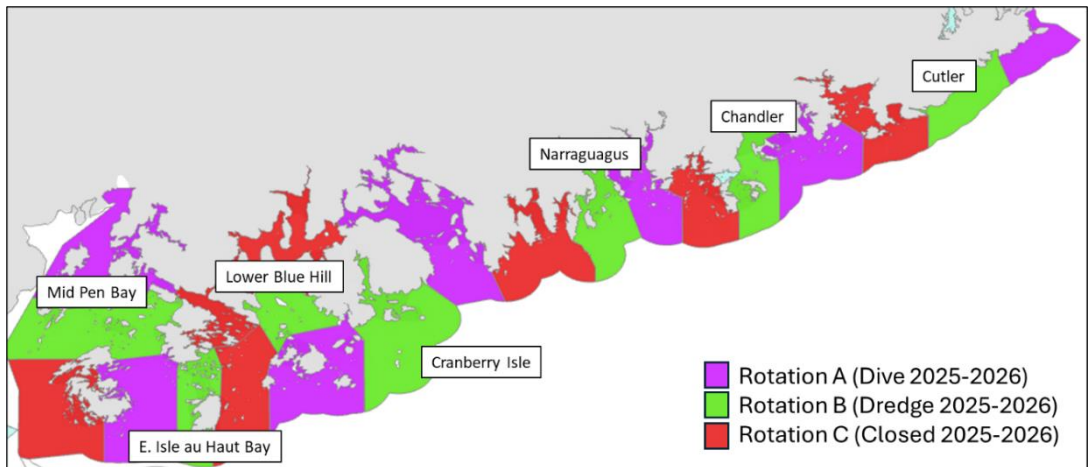 Cutler
Chandler
Narraguagus
Lower Blue Hill
Mid Pen Bay
Cranberry Isle
E. Isle au Haut Bay
Rotation A (Dive 2025-2026)
Rotation B (Dredge 2025-2026)
Rotation C (Closed 2025-2026)